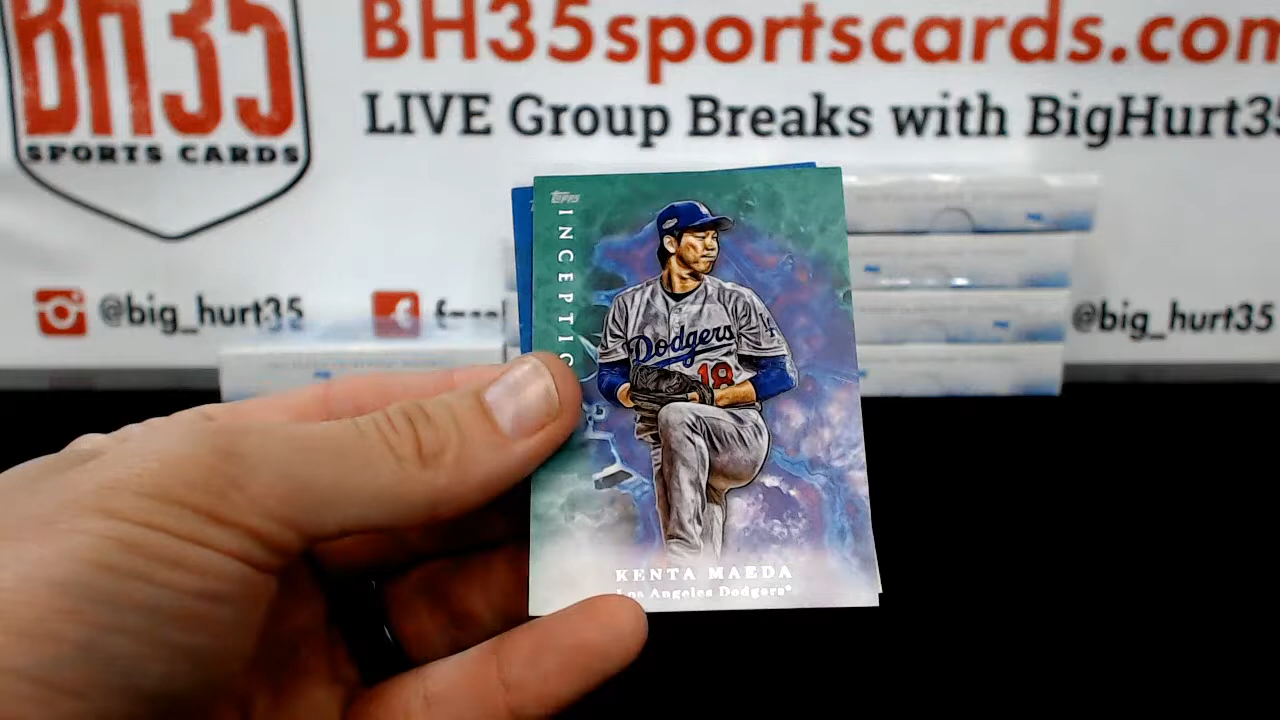 BH35
SPORTS CARDS
BH35sportscards.com
LIVE Group Breaks with BigHurt35
@big_hurt35
@big_hurt35
Topps
INCEPTIO
Dodgers
LA
18
KENTA MAEDA
Los Angeles Dodgers